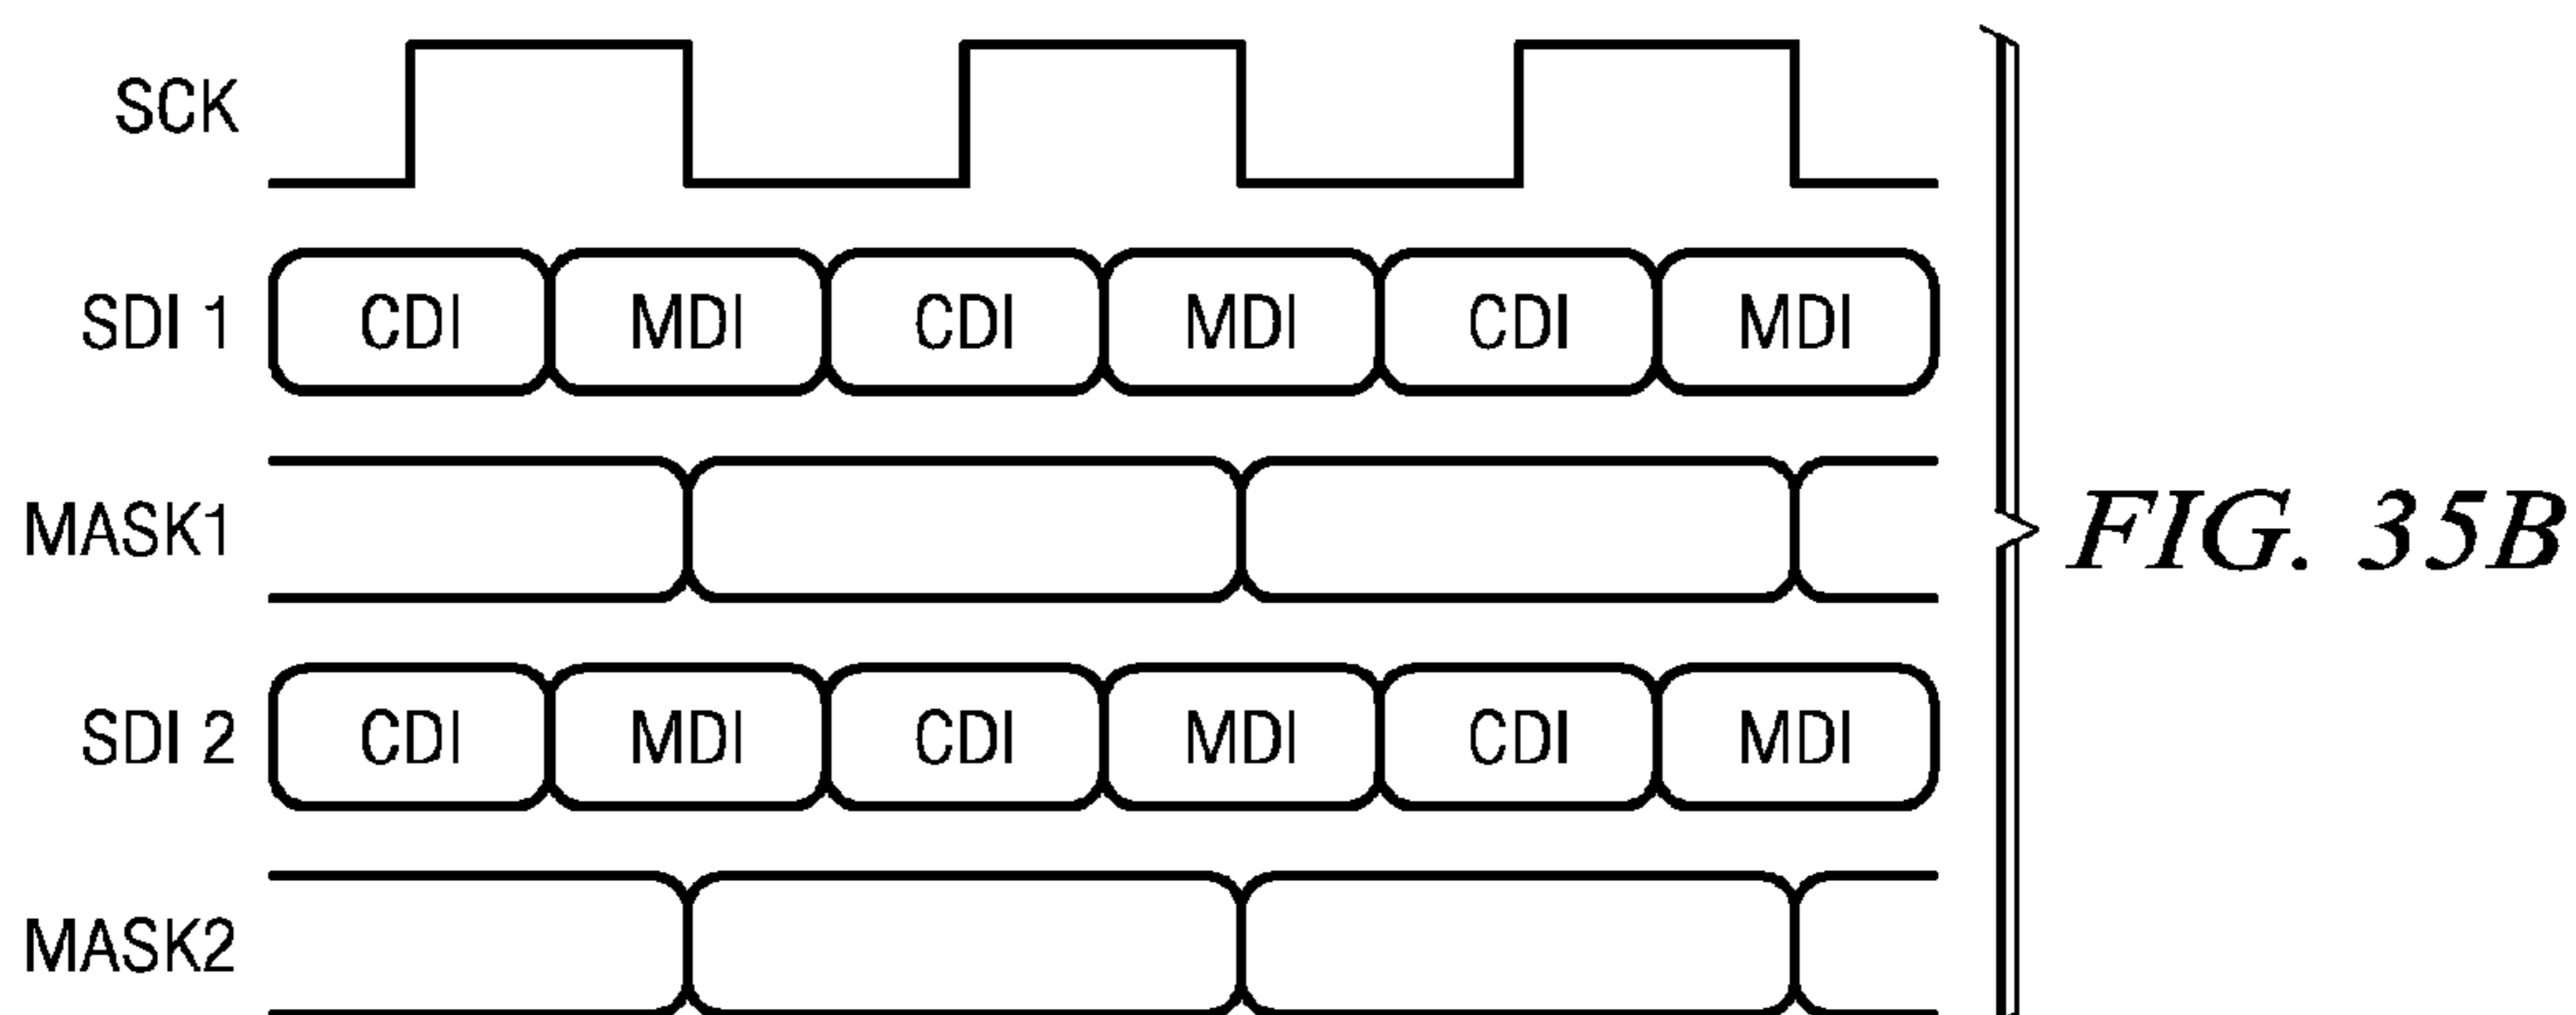 SCK
SDI 1 CDI MDI CDI MDI CDI MDI
MASK1
FIG. 35B
SDI 2 CDI MDI CDI MDI CDI MDI
MASK2